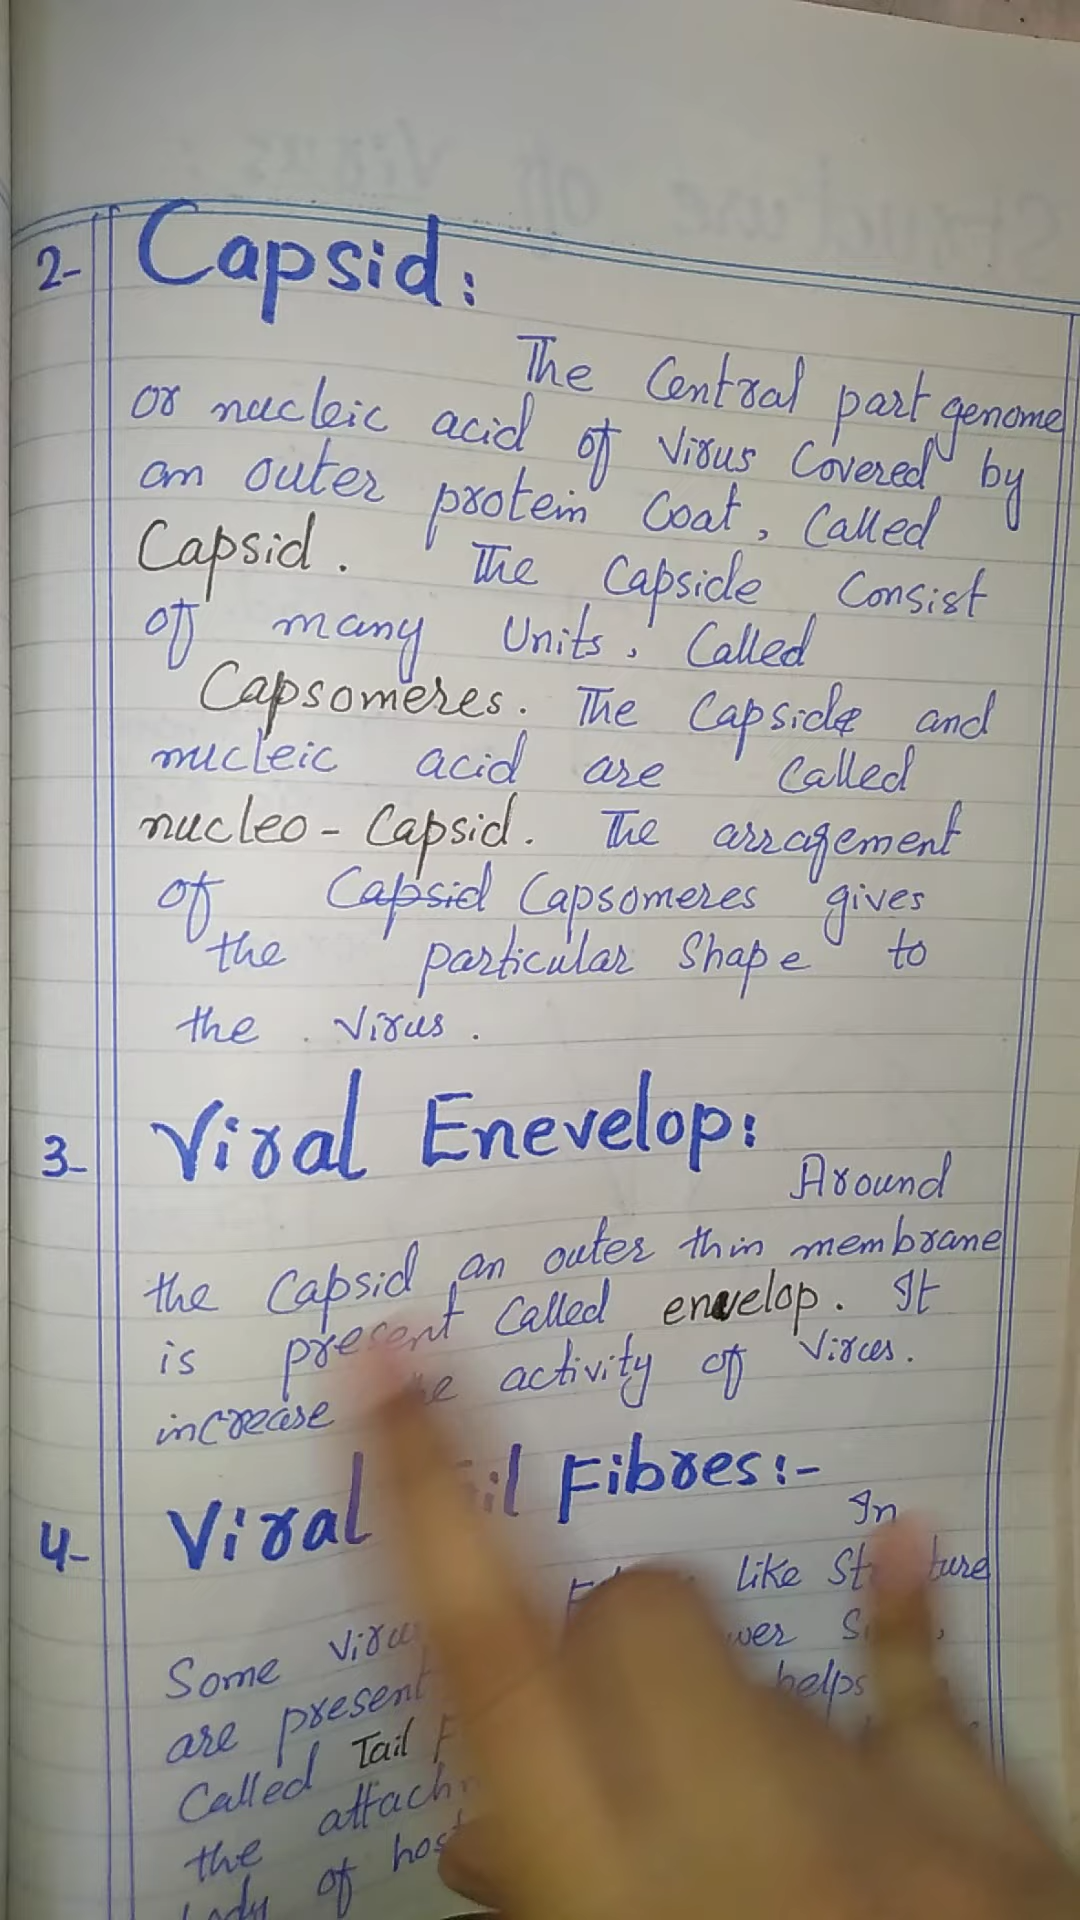 2- Capsid:
The Central part genome
or nucleic acid of virus Covered by
an outer protein Coat, Called
Capsid. The Capside Consist
of many Units, Called
Capsomeres. The Capside and
nucleic acid are Called
nucleo-Capsid. The arragement
of Capsid Capsomeres gives
the particular Shape to
the virus.
3- Viral Enevelop:
Around
the Capsid an outer thin membrane
is present Called envelop. It
increase activity of Virus.
4- Viral Fibres:-
In
Some like
are present
Called Tail helps
the
of